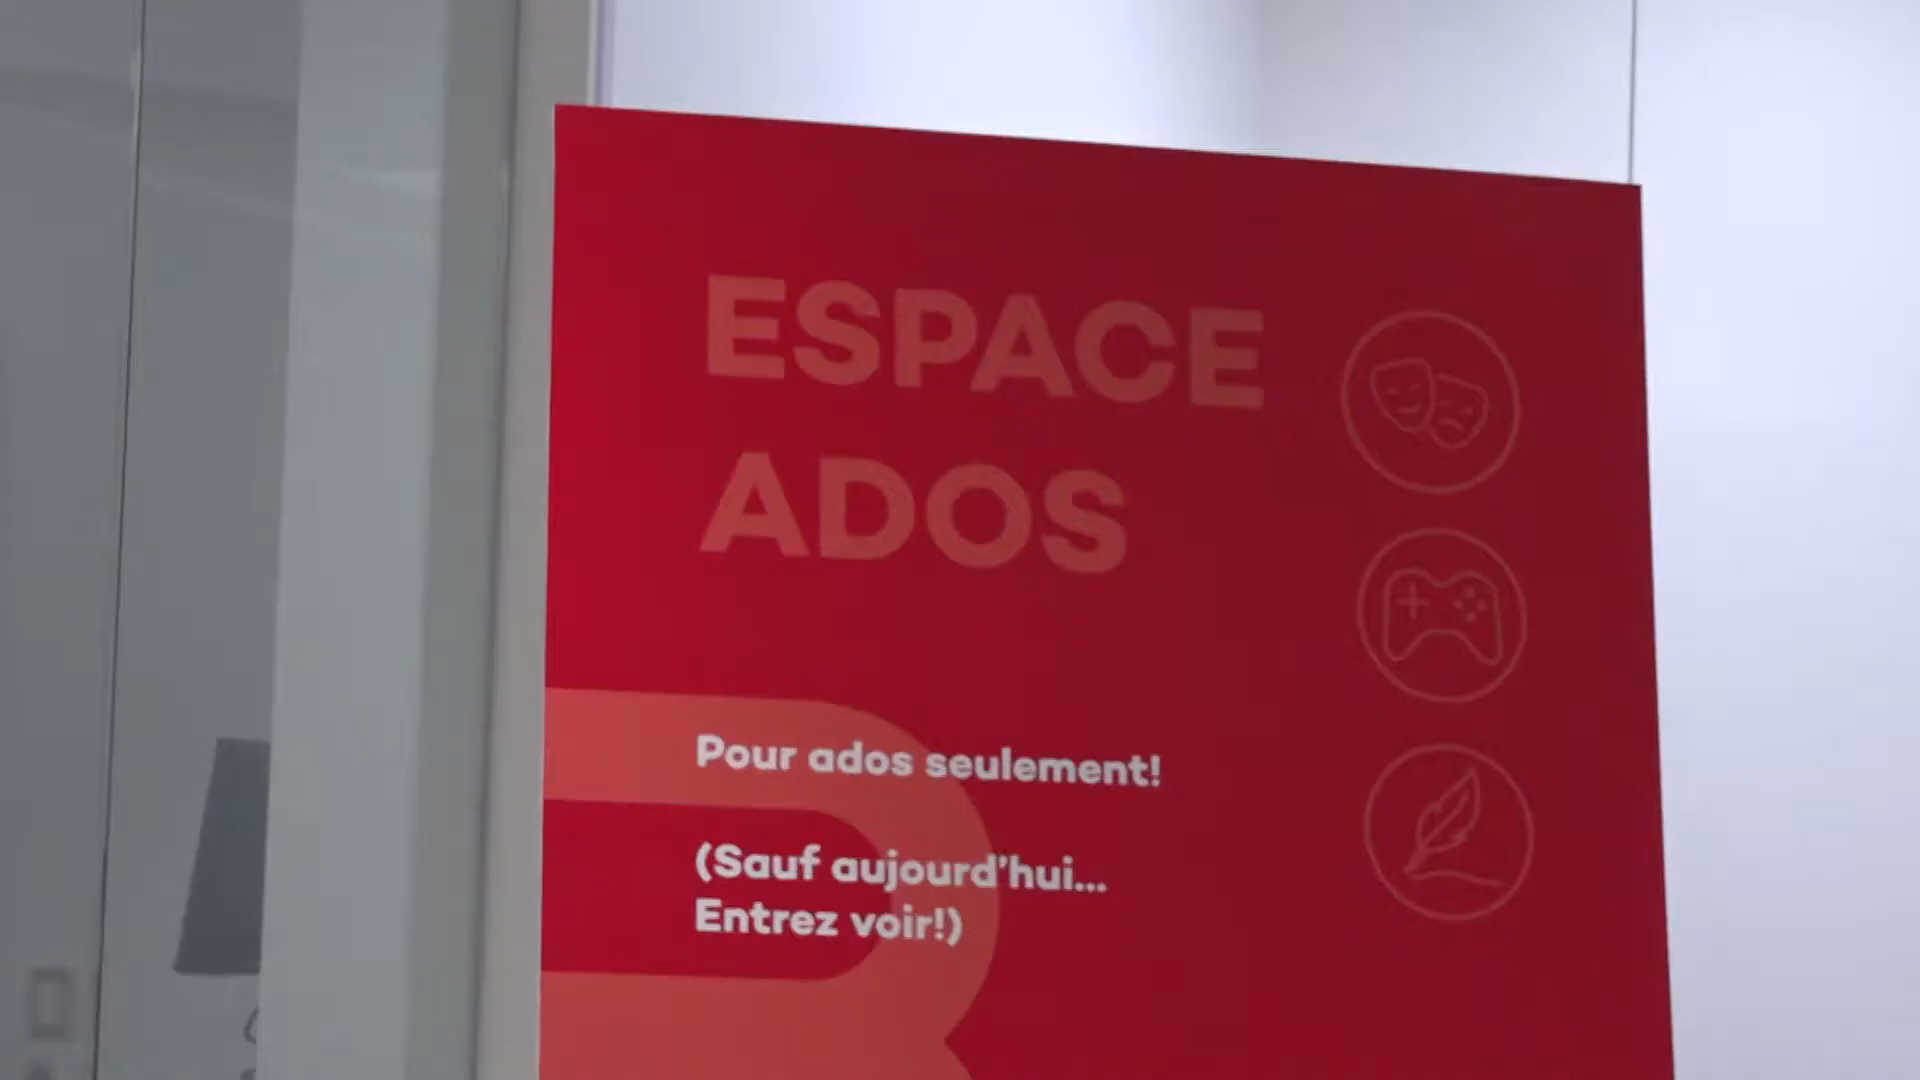 ESPACE
ADOS
Pour ados seulement!
(Sauf aujourd'hui...
Entrez voir!)